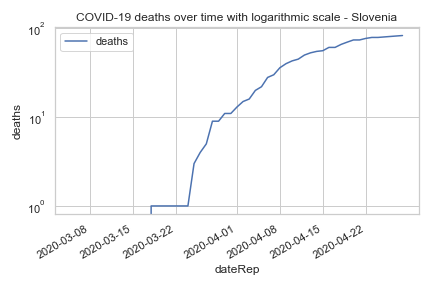 COVID-19 deaths over time with logarithmic scale - Slovenia
deaths
10²
10¹
10⁰
deaths
2020-03-08
2020-03-15
2020-03-22
2020-04-01
2020-04-08
2020-04-15
2020-04-22
dateRep